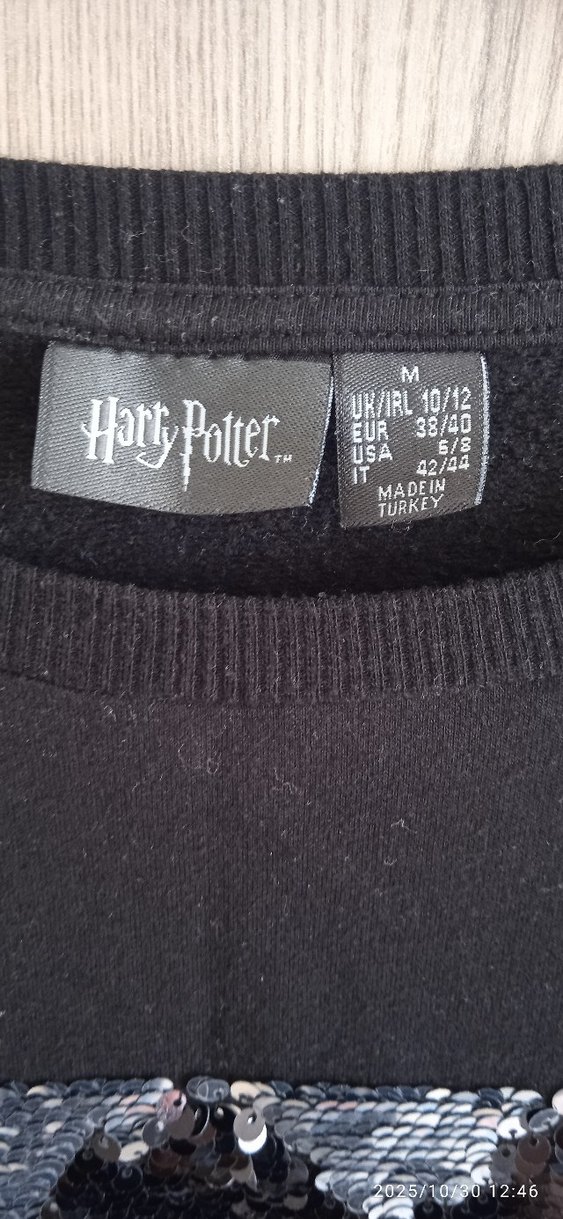 Harry Potter™
M
UK/IRL 10/12
EUR 38/40
USA 6/8
IT 42/44
MADE IN
TURKEY
2025/10/30 12:46